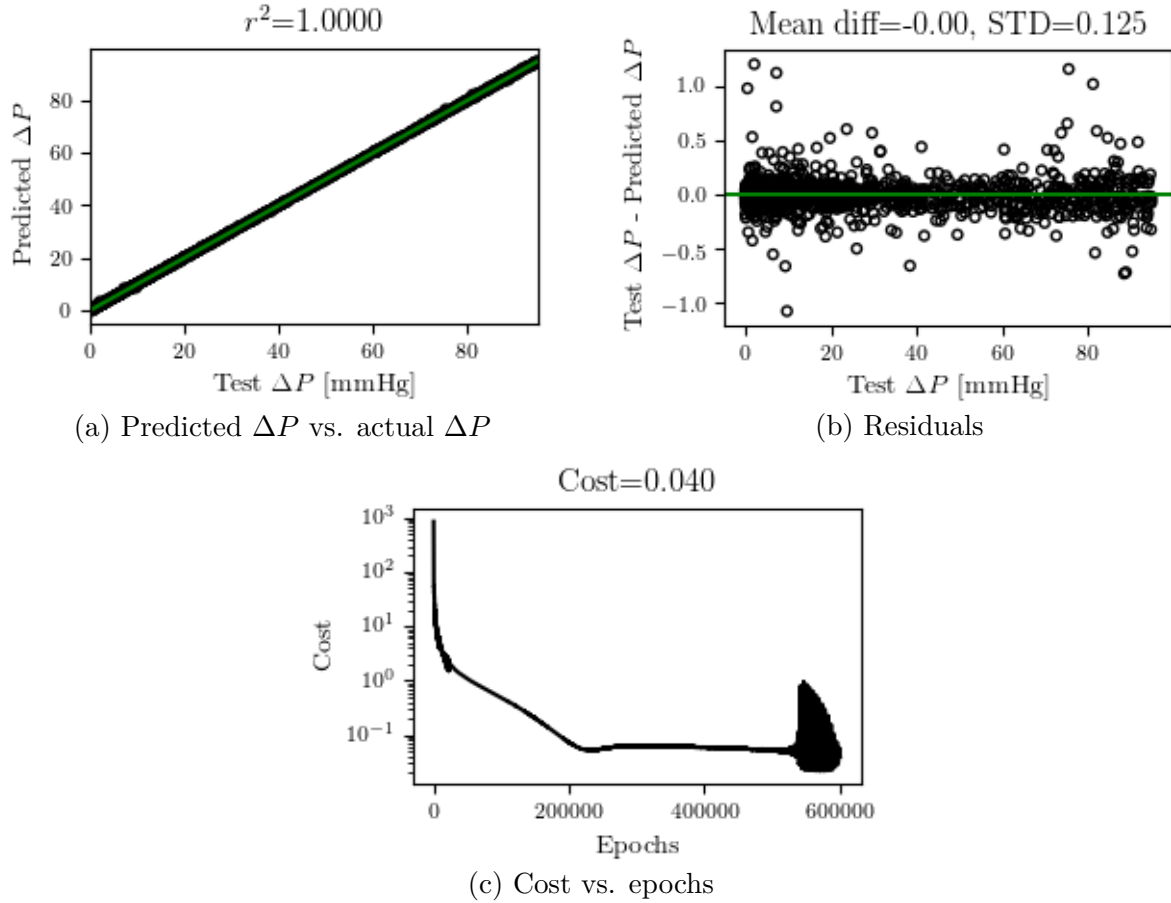 r²=1.0000
Predicted ΔP
80
60
40
20
0
0 20 40 60 80
Test ΔP [mmHg]
(a) Predicted ΔP vs. actual ΔP
Mean diff=-0.00, STD=0.125
Test ΔP - Predicted ΔP
1.0
0.5
0.0
−0.5
−1.0
0 20 40 60 80
Test ΔP [mmHg]
(b) Residuals
Cost=0.040
Cost
10³
10²
10¹
10⁰
10⁻¹
0 200000 400000 600000
Epochs
(c) Cost vs. epochs